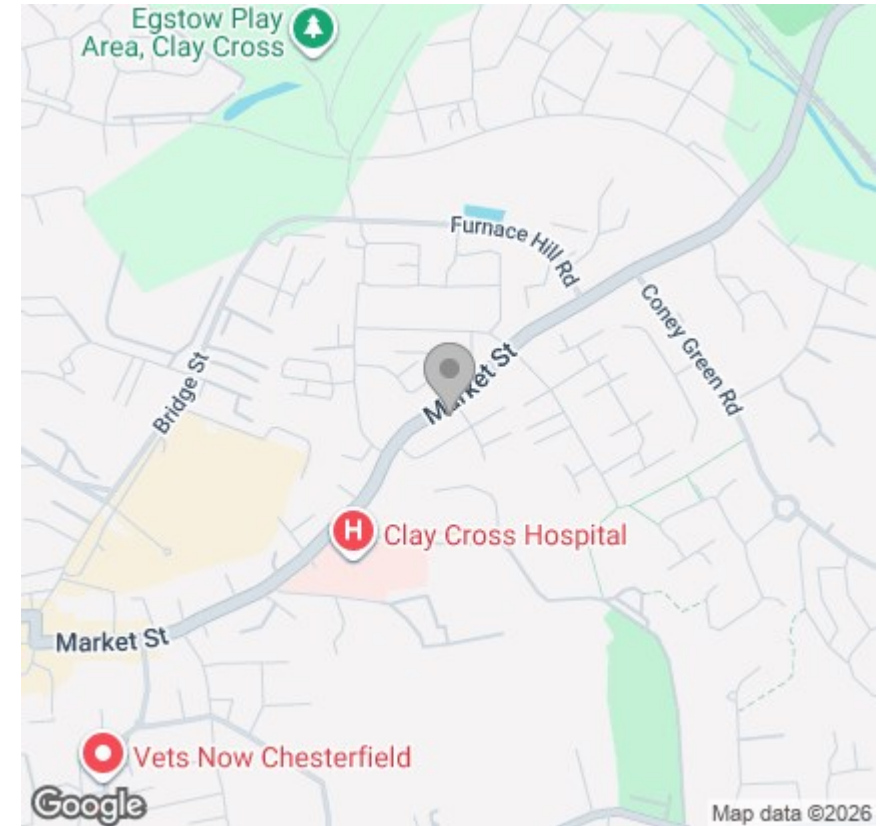 Egstow Play
Area, Clay Cross
Furnace Hill Rd
Coney Green Rd
Market St
Bridge St
H
Clay Cross Hospital
Market St
Vets Now Chesterfield
Google
Map data ©2026